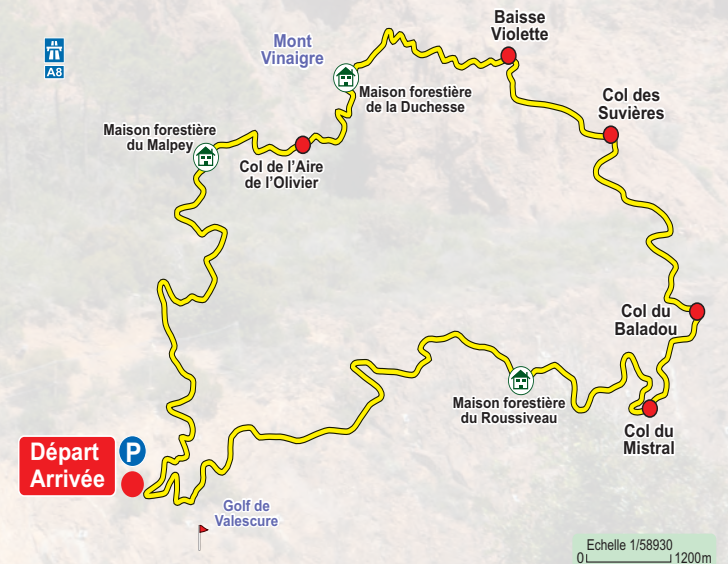 A8
Mont
Vinaigre
Baisse
Violette
Maison forestière
de la Duchesse
Col des
Suvières
Maison forestière
du Malpey
Col de l'Aire
de l'Olivier
Col du
Baladou
Maison forestière
du Roussiveau
Col du
Mistral
Départ
Arrivée
P
Golf de
Valescure
Echelle 1/58930
0
1200m